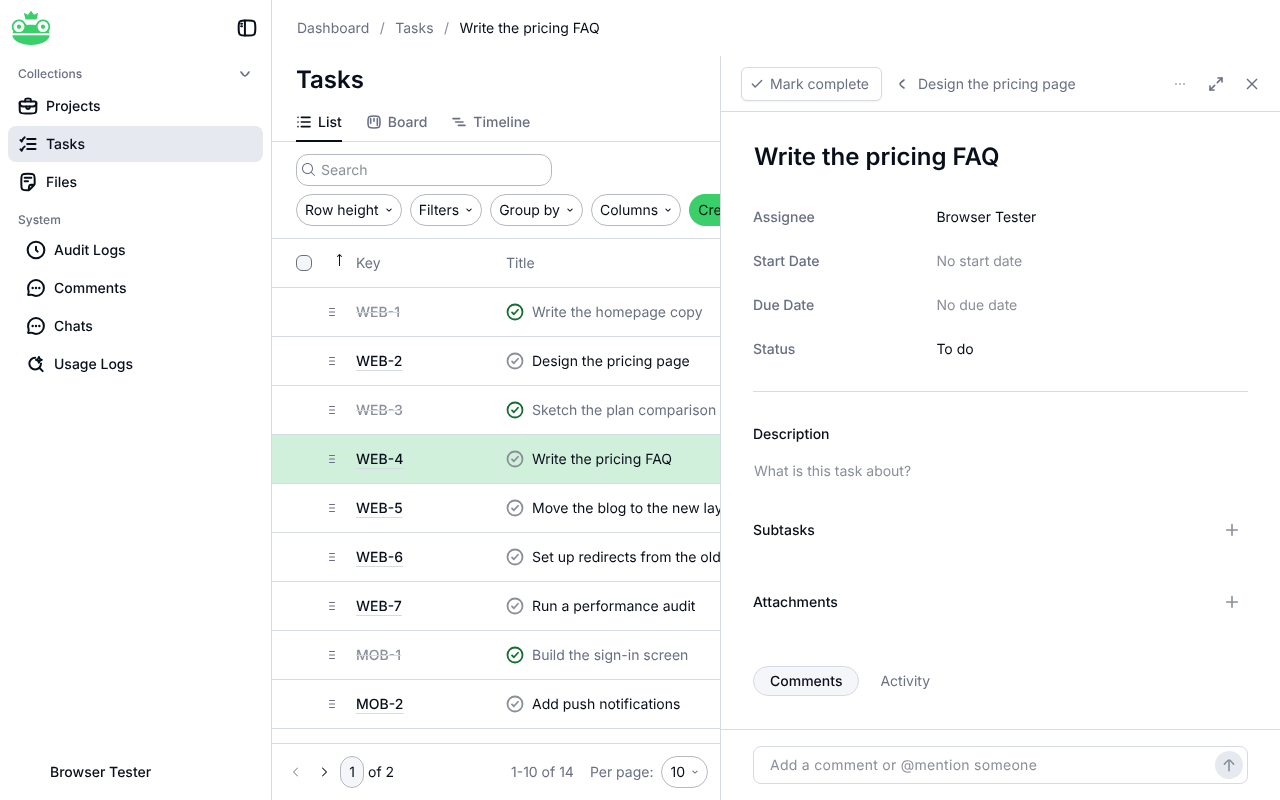 Dashboard / Tasks / Write the pricing FAQ
Collections
Projects
Tasks
Files
System
Audit Logs
Comments
Chats
Usage Logs
Browser Tester
Tasks
List Board Timeline
Search
Row height Filters Group by Columns Cre
Key Title
WEB-1 Write the homepage copy
WEB-2 Design the pricing page
WEB-3 Sketch the plan comparison
WEB-4 Write the pricing FAQ
WEB-5 Move the blog to the new lay
WEB-6 Set up redirects from the old
WEB-7 Run a performance audit
MOB-1 Build the sign-in screen
MOB-2 Add push notifications
1 of 2 1-10 of 14 Per page: 10
Mark complete Design the pricing page
Write the pricing FAQ
Assignee Browser Tester
Start Date No start date
Due Date No due date
Status To do
Description
What is this task about?
Subtasks
Attachments
Comments Activity
Add a comment or @mention someone